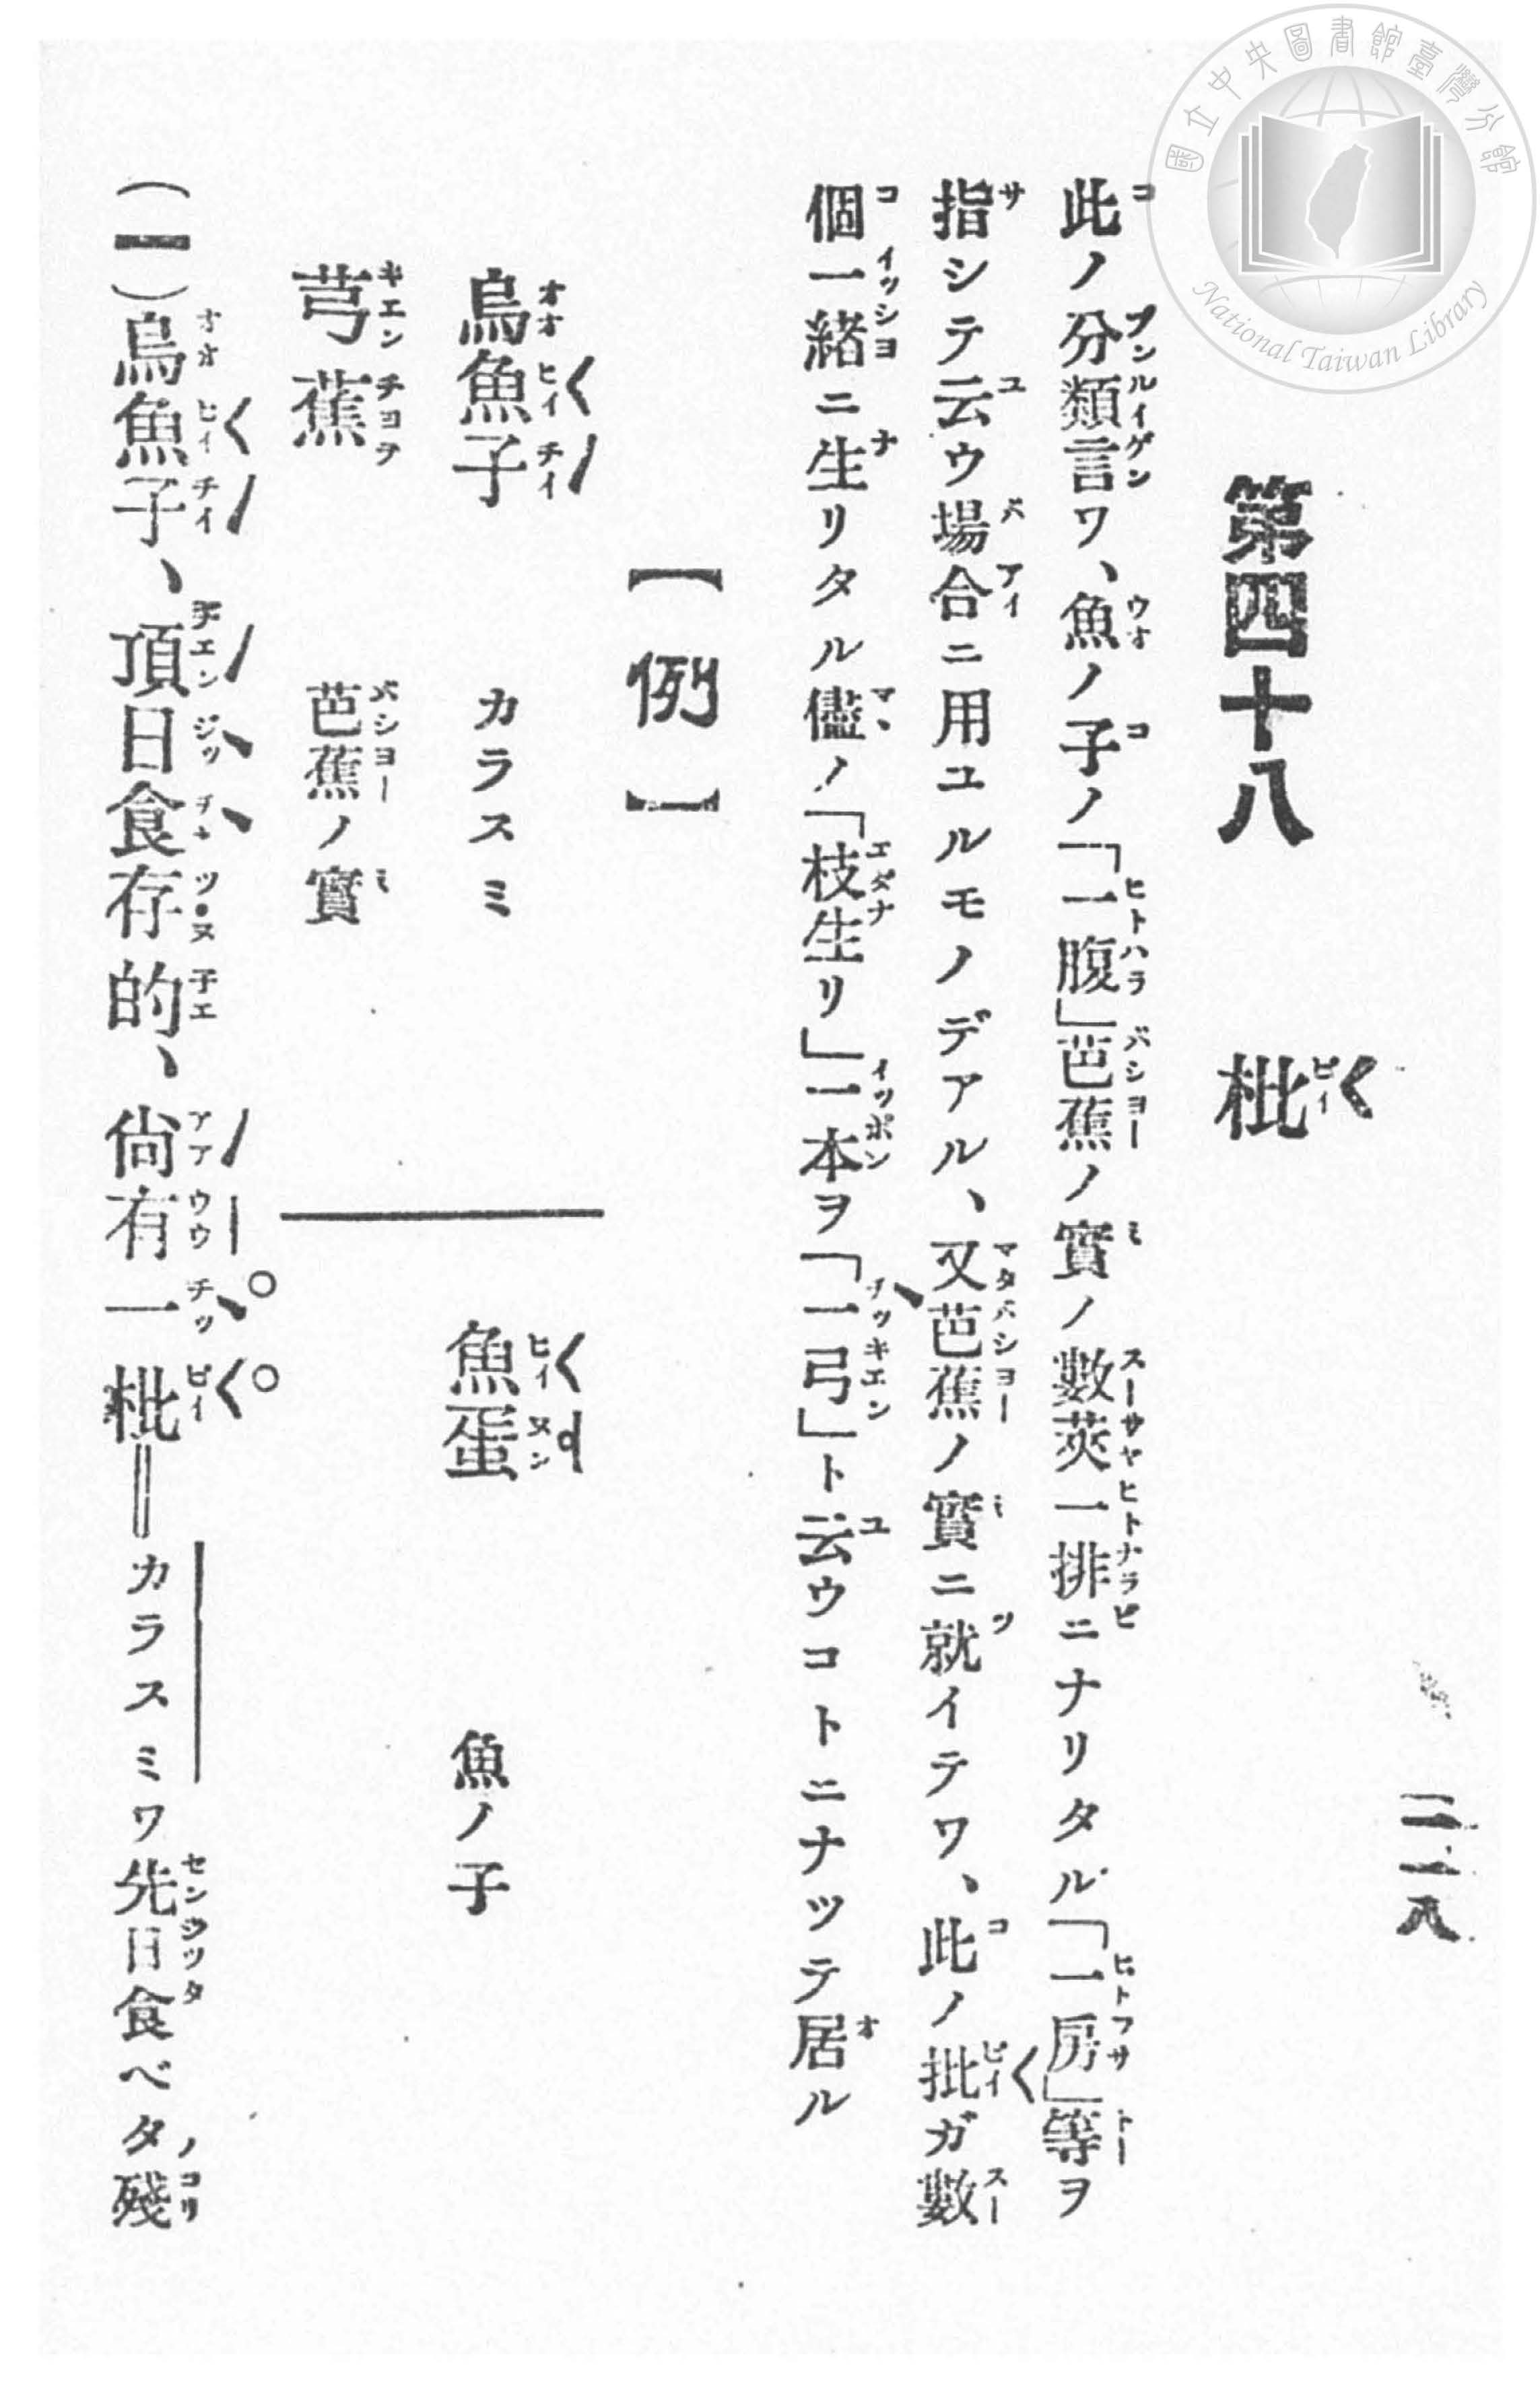 國立中央圖書館臺灣分館
National Taiwan Library
二一八
第四十八　枇
此ノ分類言ワ、魚ノ子ノ「一腹」芭蕉ノ實ノ數莢一排ニナリタル「一房」等ヲ
指シテ云ウ場合ニ用ユルモノデアル、又芭蕉ノ實ニ就イテワ、此ノ批ガ數
個一緒ニ生リタル儘ノ「枝生リ」一本ヲ「一弓」ト云ウコトニナッテ居ル
【例】
烏魚子　カラスミ
魚蛋　魚ノ子
芎蕉　芭蕉ノ實
(一)烏魚子、頂日食存的、尙有一枇＝カラスミワ先日食ベタ殘